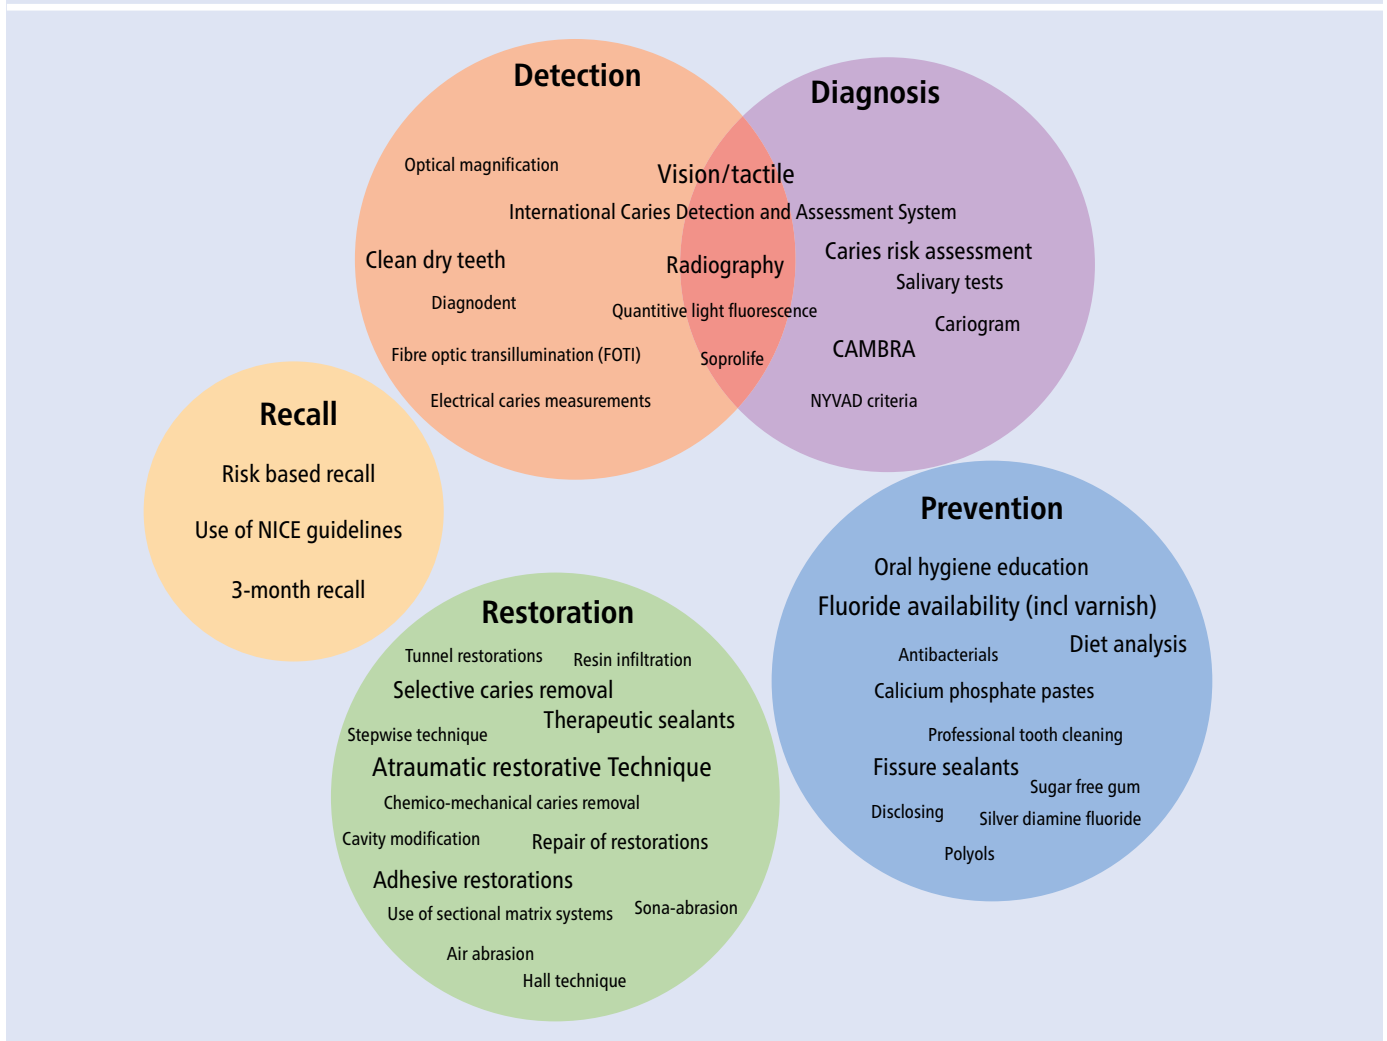 Detection
Optical magnification
Clean dry teeth
Diagnodent
Fibre optic transillumination (FOTI)
Electrical caries measurements
Vision/tactile
International Caries Detection and Assessment System
Radiography
Quantitive light fluorescence
Soprolife
Diagnosis
Caries risk assessment
Salivary tests
Cariogram
CAMBRA
NYVAD criteria
Recall
Risk based recall
Use of NICE guidelines
3-month recall
Restoration
Tunnel restorations
Resin infiltration
Selective caries removal
Therapeutic sealants
Stepwise technique
Atraumatic restorative Technique
Chemico-mechanical caries removal
Cavity modification
Repair of restorations
Adhesive restorations
Use of sectional matrix systems
Sona-abrasion
Air abrasion
Hall technique
Prevention
Oral hygiene education
Fluoride availability (incl varnish)
Diet analysis
Antibacterials
Calicium phosphate pastes
Professional tooth cleaning
Fissure sealants
Sugar free gum
Disclosing
Silver diamine fluoride
Polyols